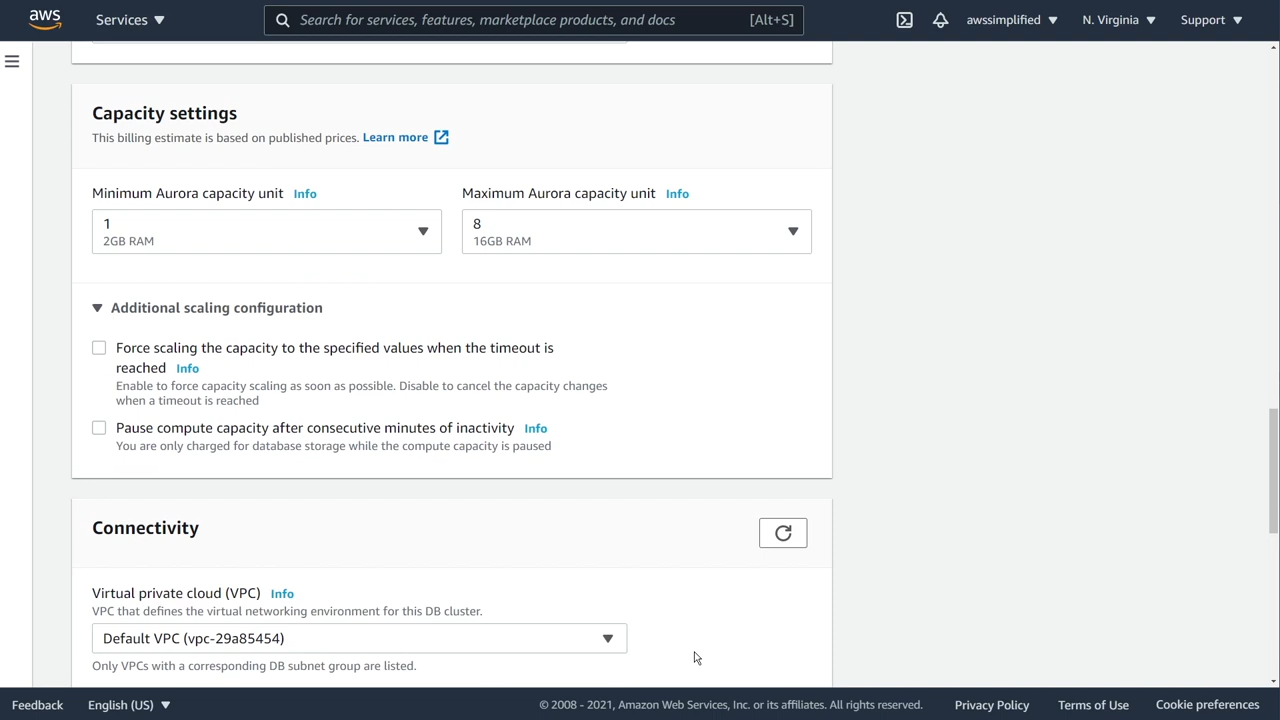 aws
Services
Search for services, features, marketplace products, and docs [Alt+S]
awssimplified
N. Virginia
Support
Capacity settings
This billing estimate is based on published prices. Learn more
Minimum Aurora capacity unit Info
Maximum Aurora capacity unit Info
1
2GB RAM
8
16GB RAM
Additional scaling configuration
Force scaling the capacity to the specified values when the timeout is
reached Info
Enable to force capacity scaling as soon as possible. Disable to cancel the capacity changes
when a timeout is reached
Pause compute capacity after consecutive minutes of inactivity Info
You are only charged for database storage while the compute capacity is paused
Connectivity
Virtual private cloud (VPC) Info
VPC that defines the virtual networking environment for this DB cluster.
Default VPC (vpc-29a85454)
Only VPCs with a corresponding DB subnet group are listed.
Feedback
English (US)
© 2008 - 2021, Amazon Web Services, Inc. or its affiliates. All rights reserved.
Privacy Policy
Terms of Use
Cookie preferences